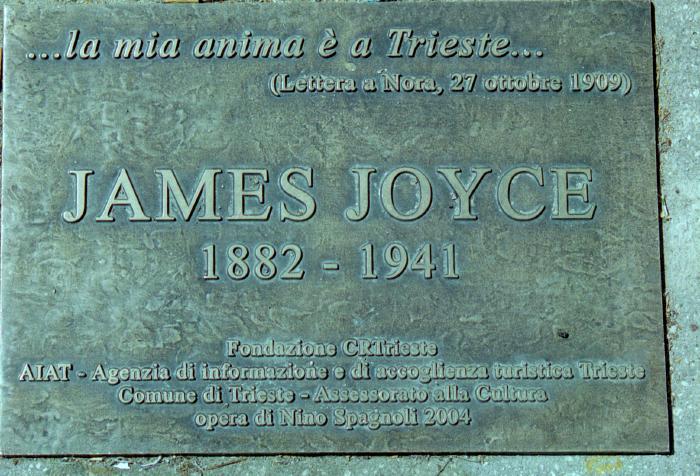 ...la mia anima è a Trieste...
(Lettera a Nora, 27 ottobre 1909)
JAMES JOYCE
1882 - 1941
Fondazione CRTrieste
AIAT - Agenzia di informazione e di accoglienza turistica Trieste
Comune di Trieste - Assessorato alla Cultura
opera di Nino Spagnoli 2004